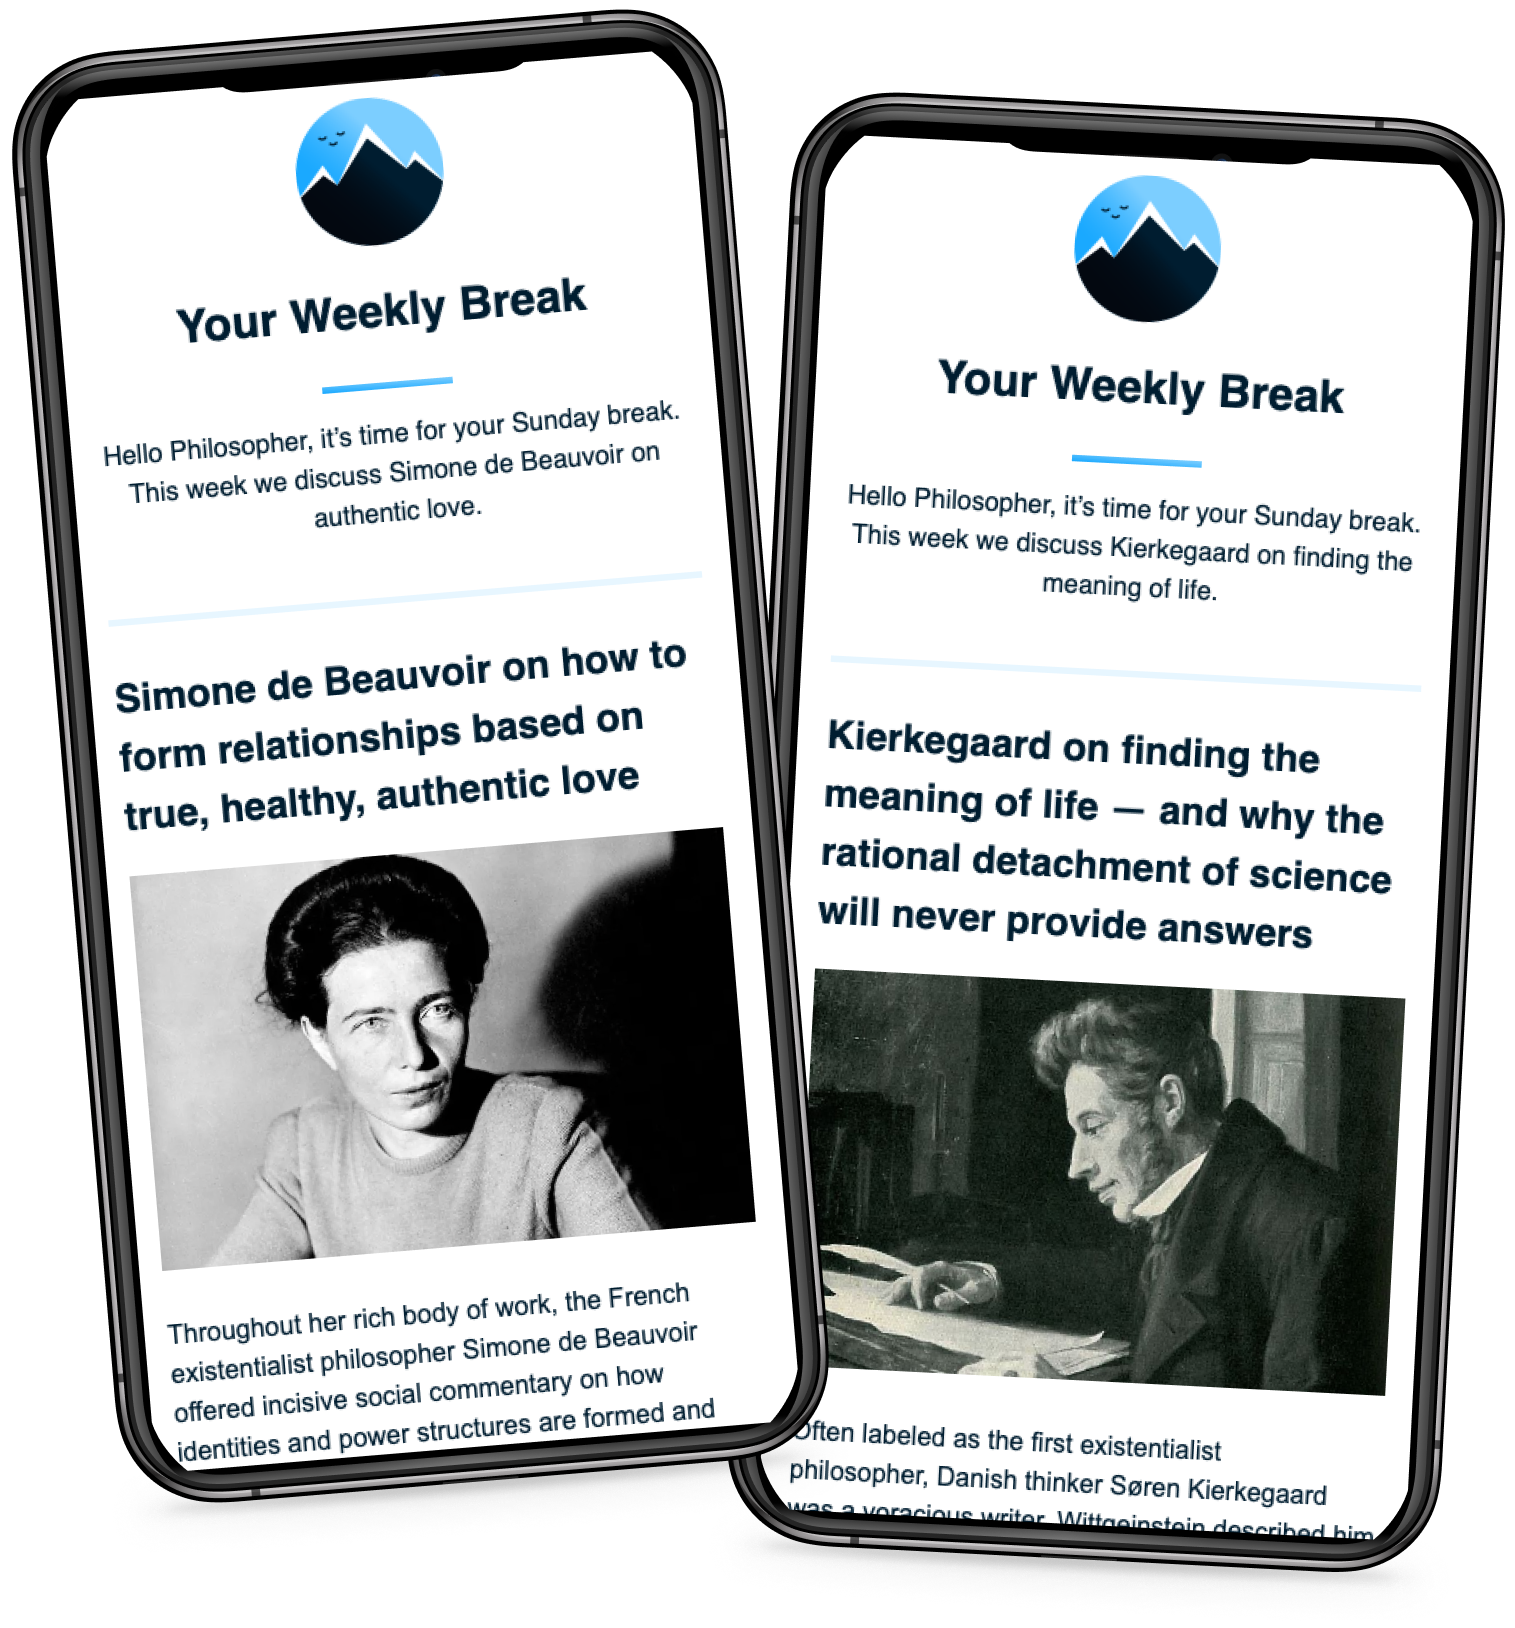 Your Weekly Break
Hello Philosopher, it’s time for your Sunday break.
This week we discuss Simone de Beauvoir on
authentic love.
Simone de Beauvoir on how to
form relationships based on
true, healthy, authentic love
Throughout her rich body of work, the French
existentialist philosopher Simone de Beauvoir
offered incisive social commentary on how
identities and power structures are formed and
Your Weekly Break
Hello Philosopher, it’s time for your Sunday break.
This week we discuss Kierkegaard on finding the
meaning of life.
Kierkegaard on finding the
meaning of life — and why the
rational detachment of science
will never provide answers
Often labeled as the first existentialist
philosopher, Danish thinker Søren Kierkegaard
was a voracious writer. Wittgeinstein described him